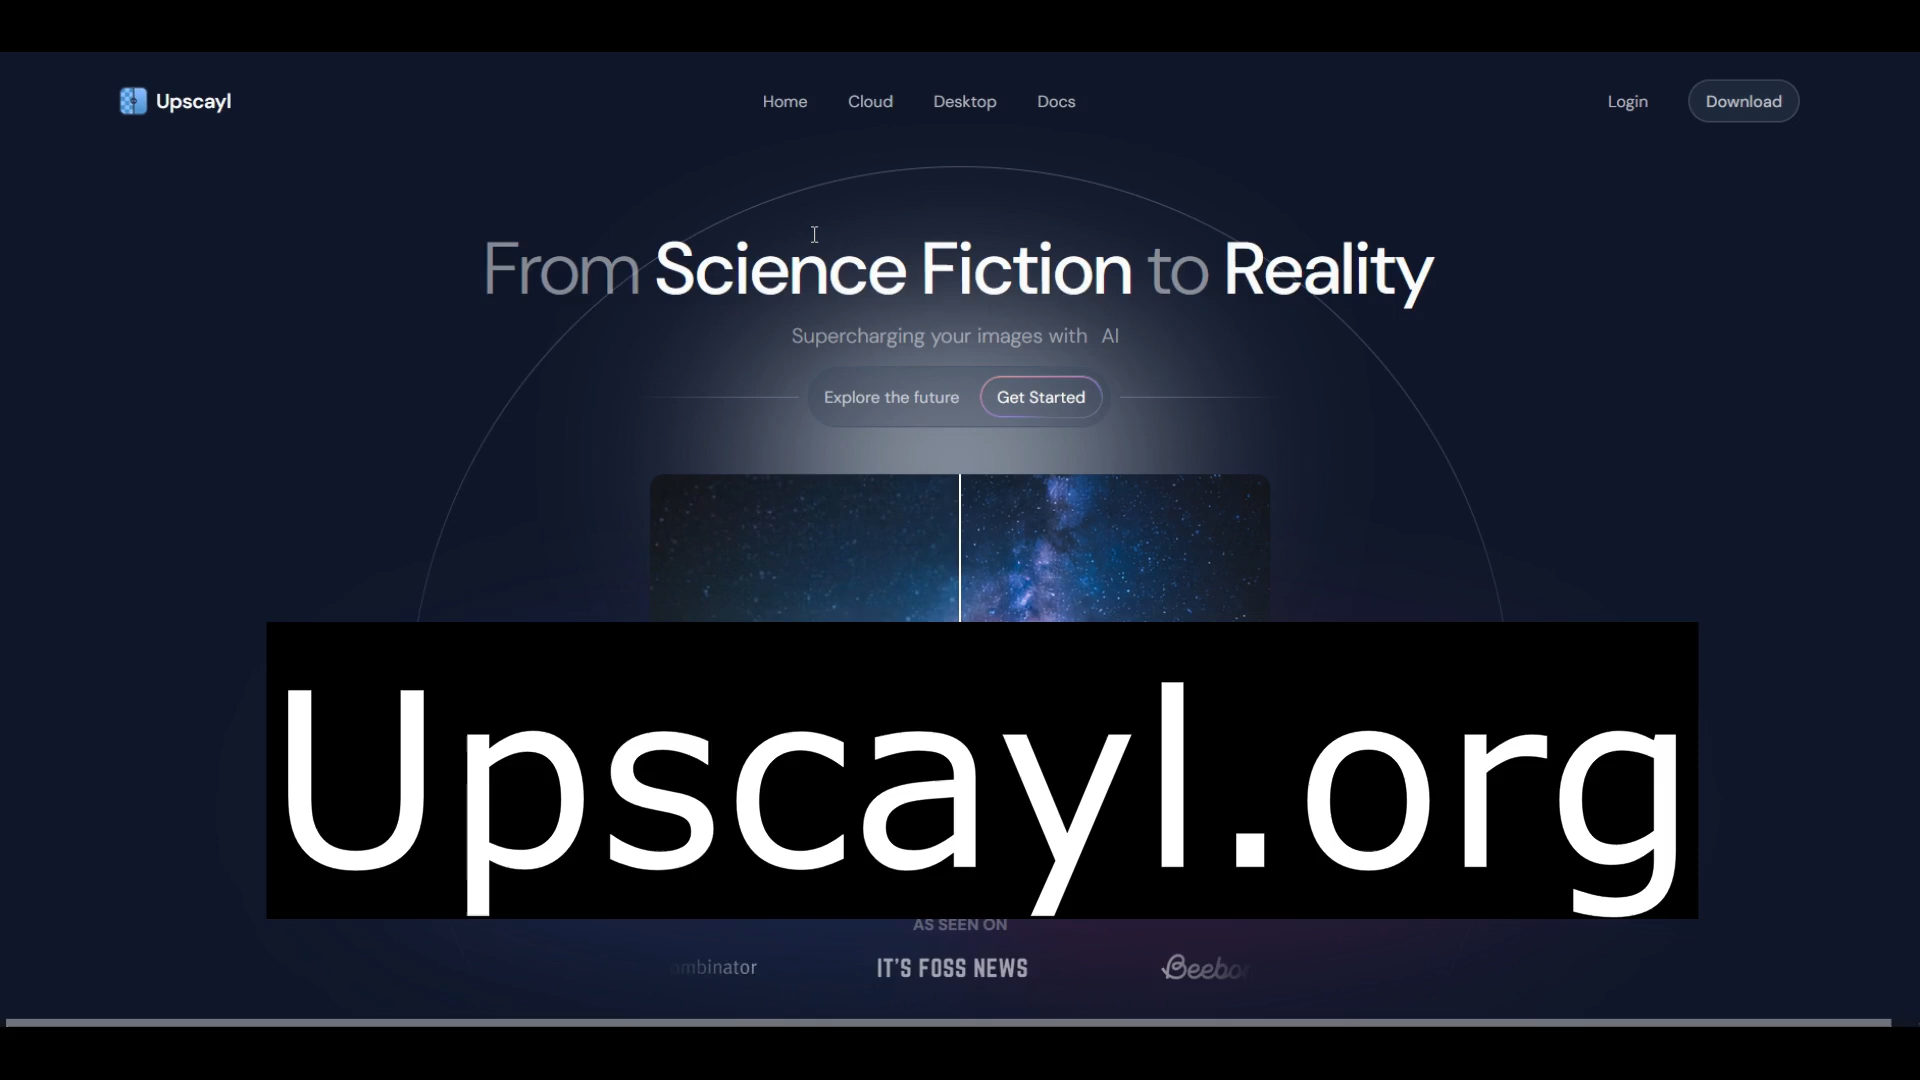 Upscayl
Home Cloud Desktop Docs
Login
Download
From Science Fiction to Reality
Supercharging your images with AI
Explore the future Get Started
Upscayl.org
AS SEEN ON
IT'S FOSS NEWS